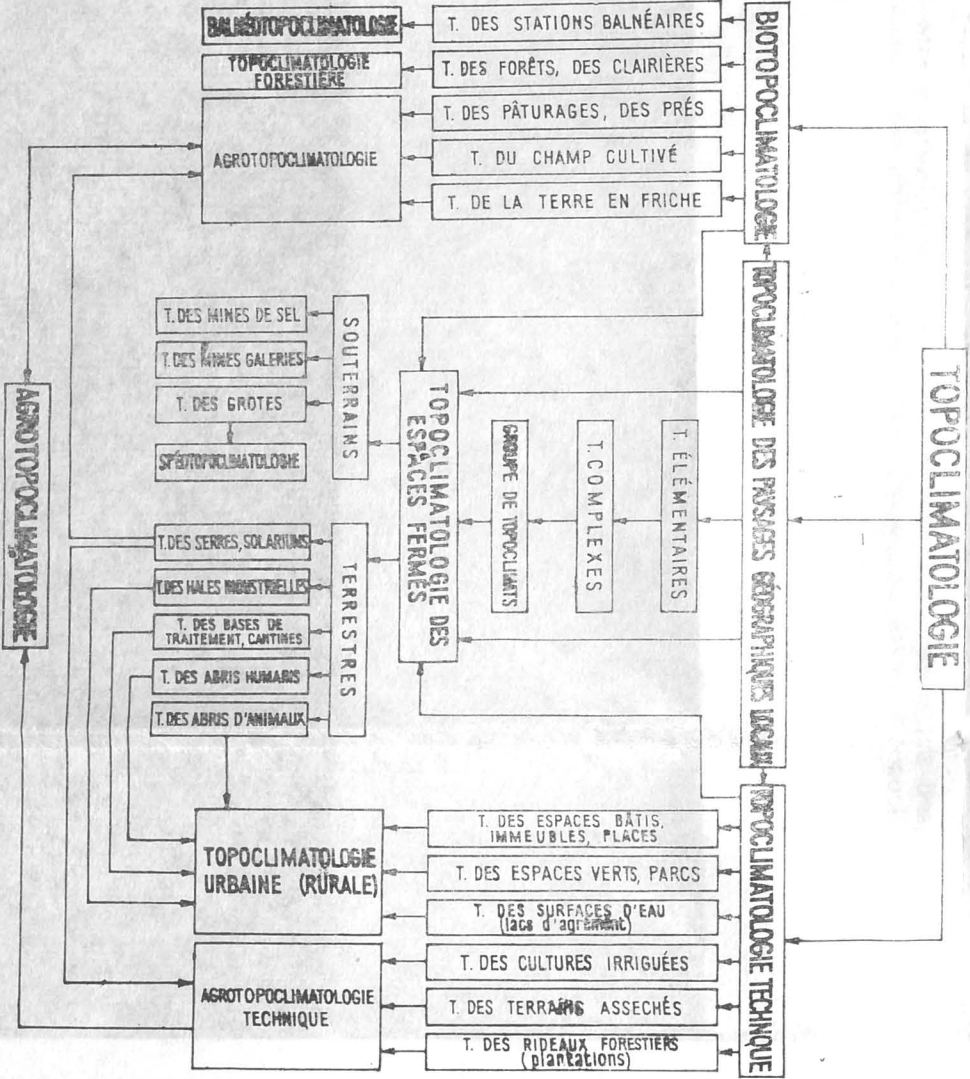 TOPOCLIMATOLOGIE
BIOTOPOCLIMATOLOGIE
TOPOCLIMATOLOGIE DES PAYSAGES GÉOGRAPHIQUES LOCAUX
TOPOCLIMATOLOGIE TECHNIQUE
T. DES STATIONS BALNÉAIRES
T. DES FORÊTS, DES CLAIRIÈRES
T. DES PÂTURAGES, DES PRÉS
T. DU CHAMP CULTIVÉ
T. DE LA TERRE EN FRICHE
BALNÉOTOPOCLIMATOLOGIE
TOPOCLIMATOLOGIE
FORESTIÈRE
AGROTOPOCLIMATOLOGIE
T. ÉLÉMENTAIRES
T. COMPLEXES
GROUPE DE TOPOCLIMATS
TOPOCLIMATOLOGIE DES
ESPACES FERMÉS
SOUTERRAINS
T. DES MINES DE SEL
T. DES MINES GALERIES
T. DES GROTES
SPÉOTOPOCLIMATOLOGIE
TERRESTRES
T. DES SERRES, SOLARIUMS
T. DES HALES INDUSTRIELLES
T. DES BASES DE
TRAITEMENT, CANTINES
T. DES ABRIS HUMAINS
T. DES ABRIS D'ANIMAUX
T. DES ESPACES BÂTIS,
IMMEUBLES, PLACES
T. DES ESPACES VERTS, PARCS
T. DES SURFACES D'EAU
(lacs d'agrément)
T. DES CULTURES IRRIGUÉES
T. DES TERRAINS ASSECHÉS
T. DES RIDEAUX FORESTIERS
(plantations)
TOPOCLIMATOLOGIE
URBAINE (RURALE)
AGROTOPOCLIMATOLOGIE
TECHNIQUE
AGROTOPOCLIMATOLOGIE